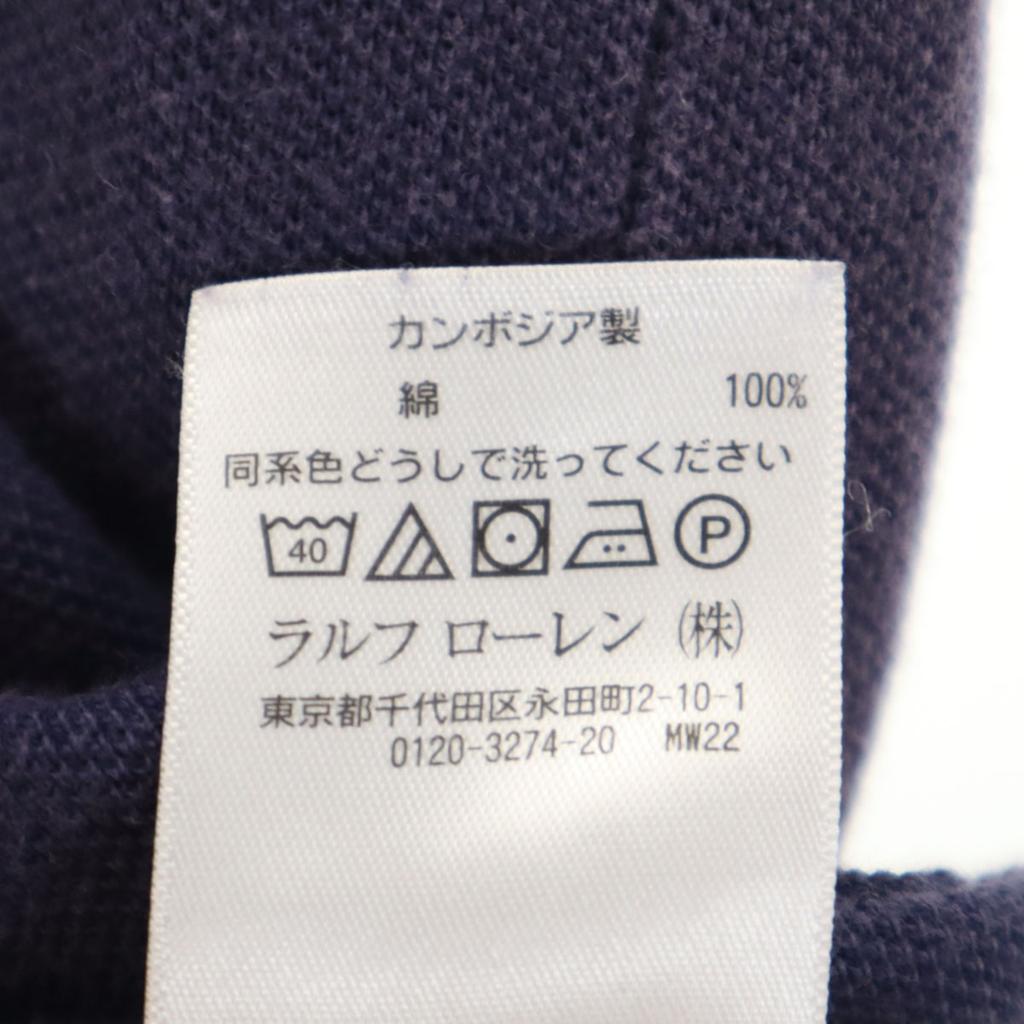 カンボジア製
綿 100%
同系色どうしで洗ってください
40 P
ラルフ ローレン (株)
東京都千代田区永田町2-10-1
0120-3274-20 MW22